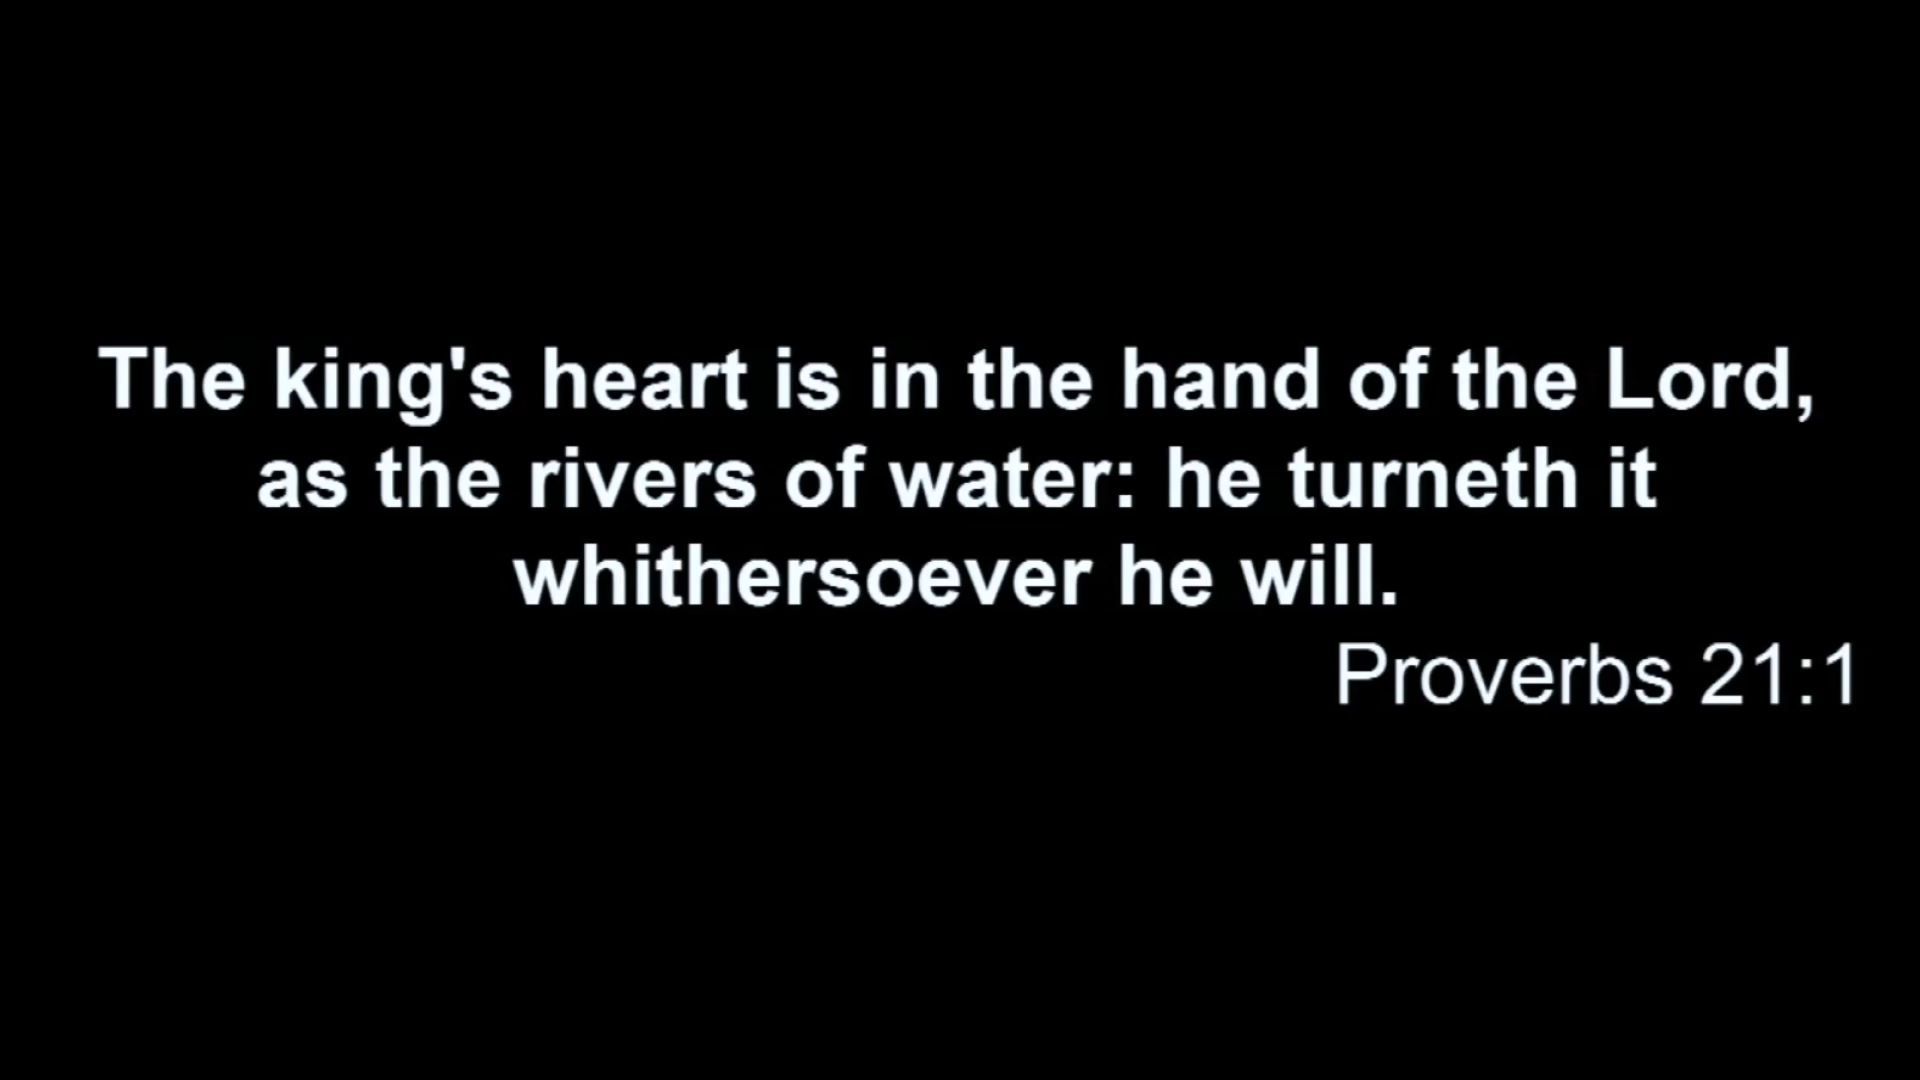 The king's heart is in the hand of the Lord,
as the rivers of water: he turneth it
whithersoever he will.
Proverbs 21:1